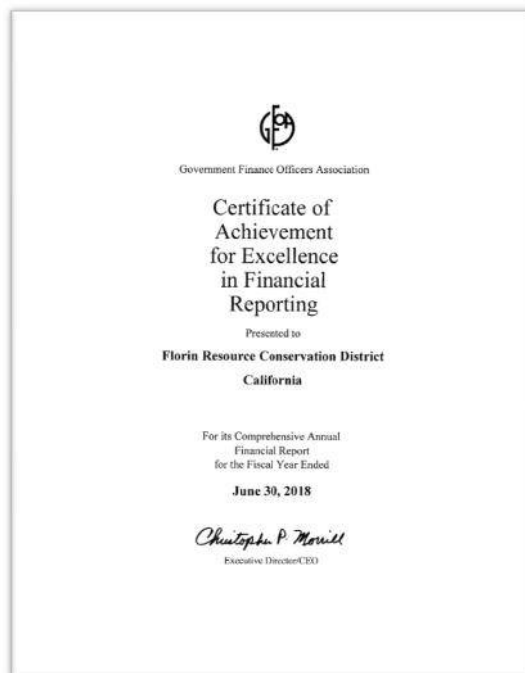 GFOA
Government Finance Officers Association
Certificate of
Achievement
for Excellence
in Financial
Reporting
Presented to
Florin Resource Conservation District
California
For its Comprehensive Annual
Financial Report
for the Fiscal Year Ended
June 30, 2018
Christopher P. Morrill
Executive Director/CEO